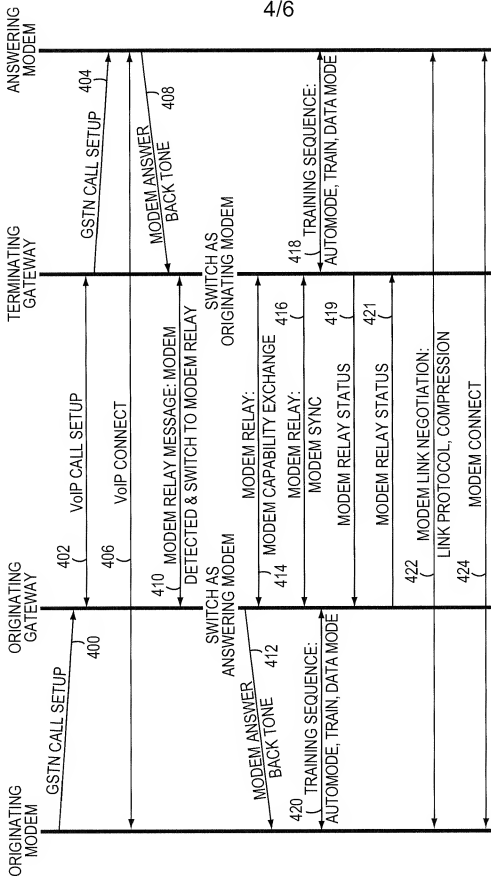 4/6
ORIGINATING
MODEM
ORIGINATING
GATEWAY
TERMINATING
GATEWAY
ANSWERING
MODEM
GSTN CALL SETUP
400
402
VoIP CALL SETUP
GSTN CALL SETUP
404
406
VoIP CONNECT
MODEM ANSWER
BACK TONE
408
410
MODEM RELAY MESSAGE: MODEM
DETECTED & SWITCH TO MODEM RELAY
SWITCH AS
ANSWERING MODEM
SWITCH AS
ORIGINATING MODEM
MODEM ANSWER
BACK TONE
412
MODEM RELAY:
MODEM CAPABILITY EXCHANGE
414
MODEM RELAY:
MODEM SYNC
416
418
TRAINING SEQUENCE:
AUTOMODE, TRAIN, DATA MODE
420
TRAINING SEQUENCE:
AUTOMODE, TRAIN, DATA MODE
MODEM RELAY STATUS
419
MODEM RELAY STATUS
421
422
MODEM LINK NEGOTIATION:
LINK PROTOCOL, COMPRESSION
424
MODEM CONNECT